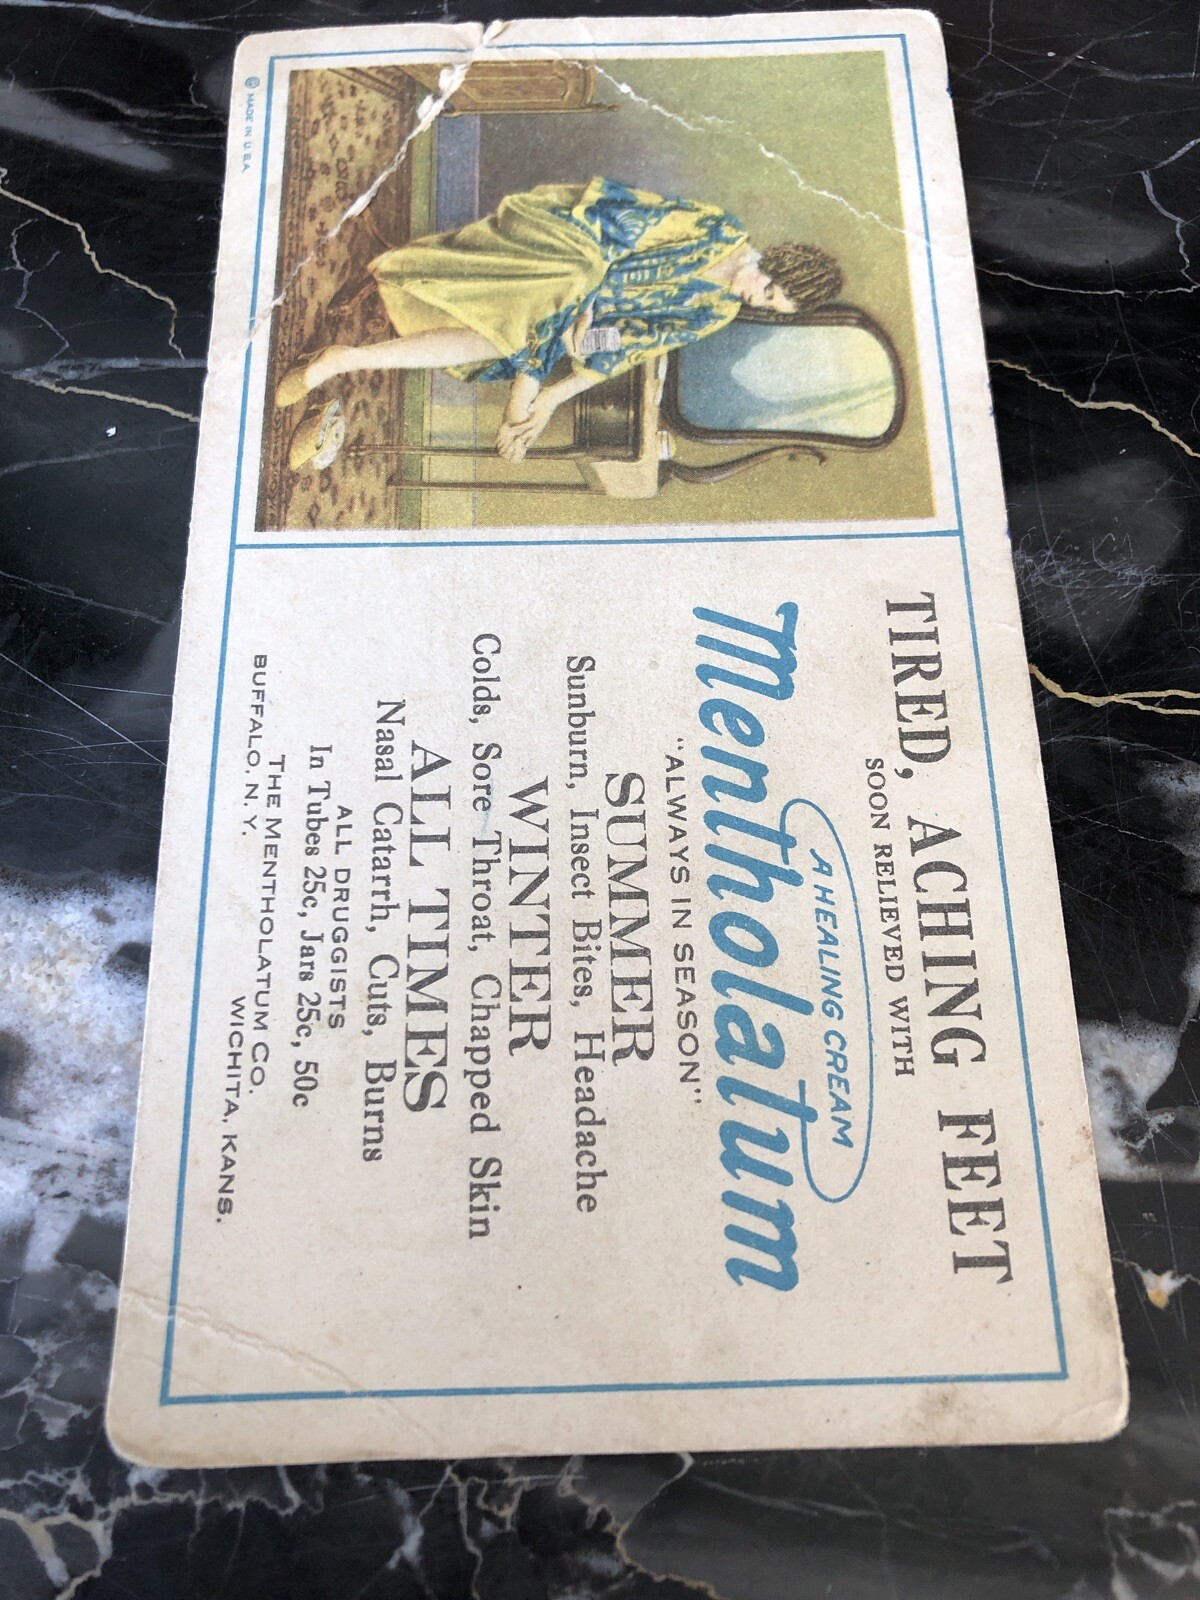 TIRED, ACHING FEET
SOON RELIEVED WITH
A HEALING CREAM
Mentholatum
"ALWAYS IN SEASON"
SUMMER
Sunburn, Insect Bites, Headache
WINTER
Colds, Sore Throat, Chapped Skin
ALL TIMES
Nasal Catarrh, Cuts, Burns
ALL DRUGGISTS
In Tubes 25c, Jars 25c, 50c
THE MENTHOLATUM CO.
BUFFALO, N. Y. WICHITA, KANS.
© MADE IN U.S.A.